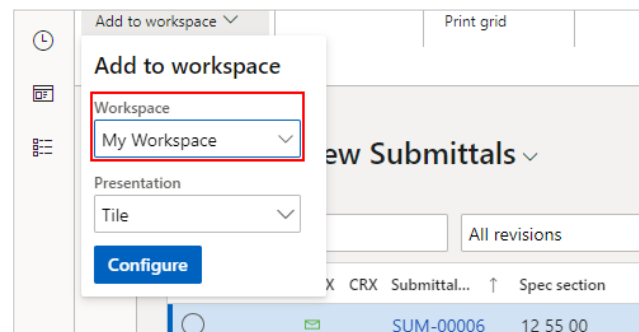 Add to workspace
Print grid
Add to workspace
Workspace
My Workspace
ew Submittals
Presentation
Tile
All revisions
Configure
X CRX Submittal... ↑ Spec section
SUM-00006 12 55 00